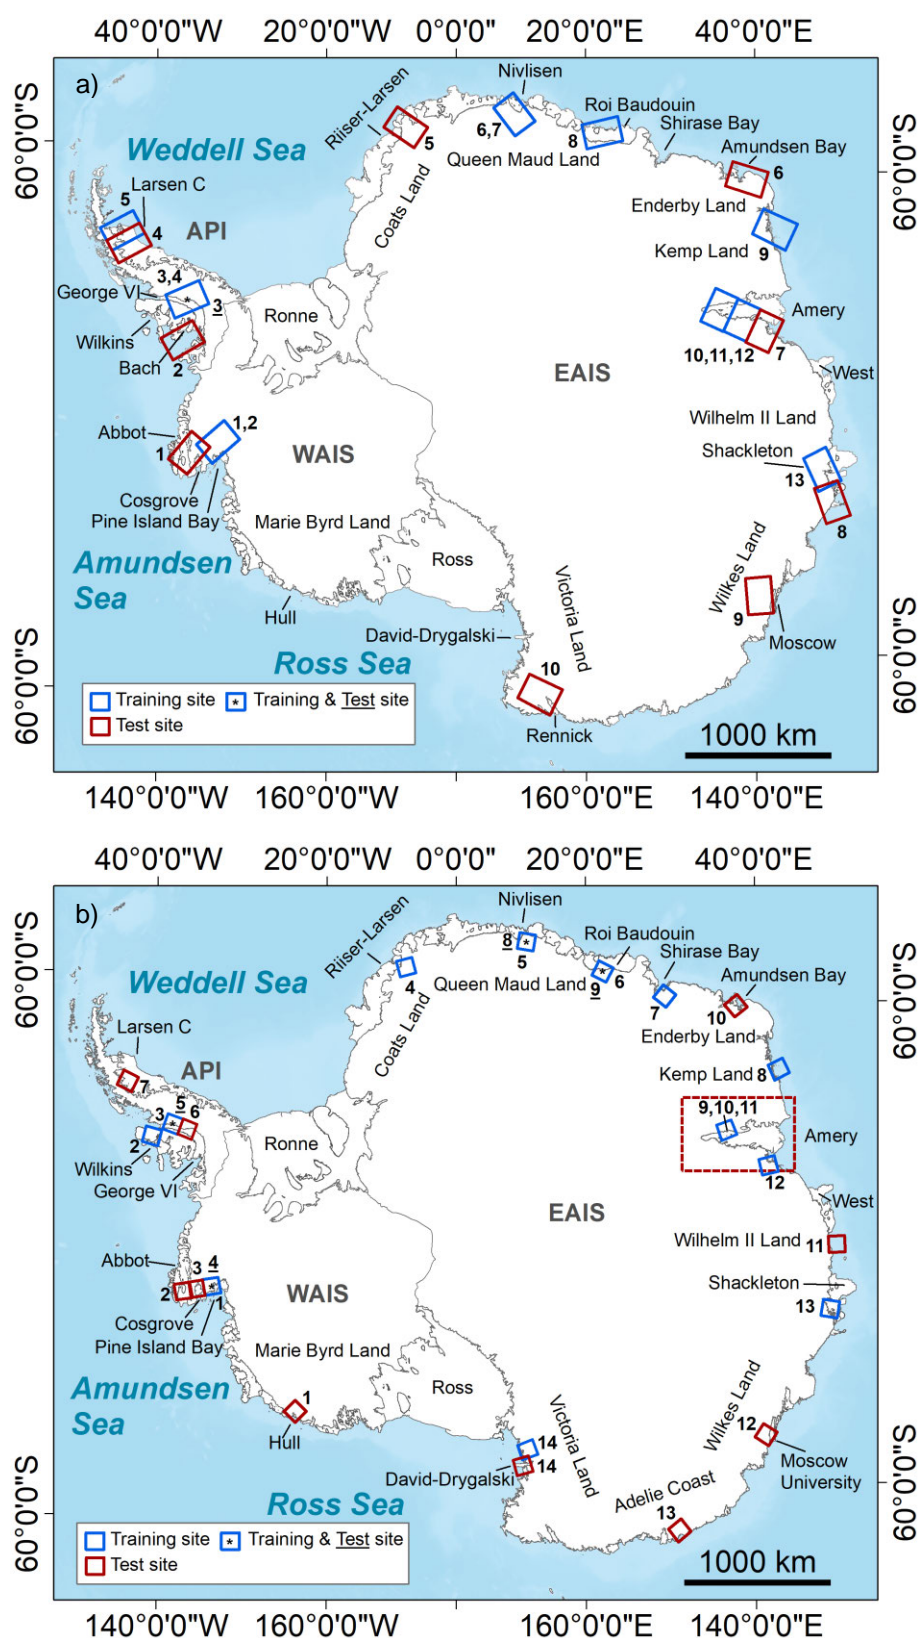 40°0'0"W 0°0'0"E 20°0'0"E 40°0'0"E
a)
60°0'0"S
60°0'0"S
Nivlisen
Riiser-Larsen
Roi Baudouin
Shirase Bay
6,7
8
5
Weddell Sea
Queen Maud Land
Amundsen Bay
6
Larsen C
5
4
API
Coats Land
Enderby Land
Kemp Land
9
3,4
George VI
3
Ronne
Amery
Wilkins
Bach
2
10,11,12
7
EAIS
West
Abbot
1
1,2
WAIS
Wilhelm II Land
Shackleton
13
Cosgrove
Pine Island Bay
Marie Byrd Land
8
Amundsen
Sea
Ross
Hull
Victoria Land
Wilkes Land
9
David-Drygalski
Moscow
Ross Sea
10
60°0'0"S
60°0'0"S
Training site
* Training & Test site
Test site
Rennick
1000 km
140°0'0"W 160°0'0"W 160°0'0"E 140°0'0"E
40°0'0"W 0°0'0"E 20°0'0"E 40°0'0"E
b)
60°0'0"S
60°0'0"S
Nivlisen
Riiser-Larsen
8
*
5
Roi Baudouin
Shirase Bay
Weddell Sea
4
Queen Maud Land
*
9
6
Amundsen Bay
7
10
Larsen C
Coats Land
Enderby Land
API
7
Kemp Land
8
3
5
6
*
2
9,10,11
Wilkins
George VI
Ronne
Amery
12
West
EAIS
Abbot
Wilhelm II Land
11
2
3
4
*
1
WAIS
Shackleton
13
Cosgrove
Pine Island Bay
Marie Byrd Land
Amundsen
Sea
Ross
1
Hull
Victoria Land
Wilkes Land
12
14
14
Moscow
University
David-Drygalski
Adelie Coast
13
Ross Sea
60°0'0"S
60°0'0"S
Training site
* Training & Test site
Test site
1000 km
140°0'0"W 160°0'0"W 160°0'0"E 140°0'0"E